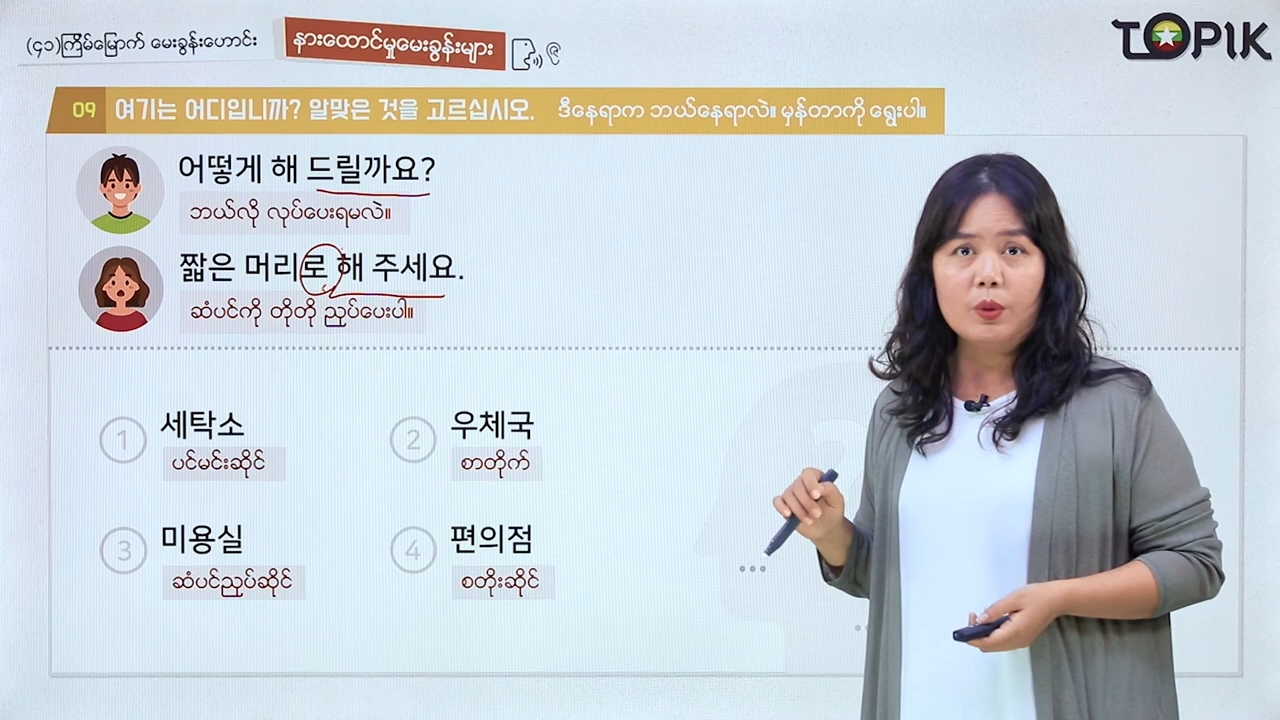 (၄၁)ကြိမ်မြောက် မေးခွန်းဟောင်း
နားထောင်မှုမေးခွန်းများ
၉
TOPIK
09 여기는 어디입니까? 알맞은 것을 고르십시오. ဒီနေရာက ဘယ်နေရာလဲ။ မှန်တာကို ရွေးပါ။
어떻게 해 드릴까요?
ဘယ်လို လုပ်ပေးရမလဲ။
짧은 머리로 해 주세요.
ဆံပင်ကို တိုတို ညှပ်ပေးပါ။
1 세탁소
ပင်မင်းဆိုင်
2 우체국
စာတိုက်
3 미용실
ဆံပင်ညှပ်ဆိုင်
4 편의점
စတိုးဆိုင်